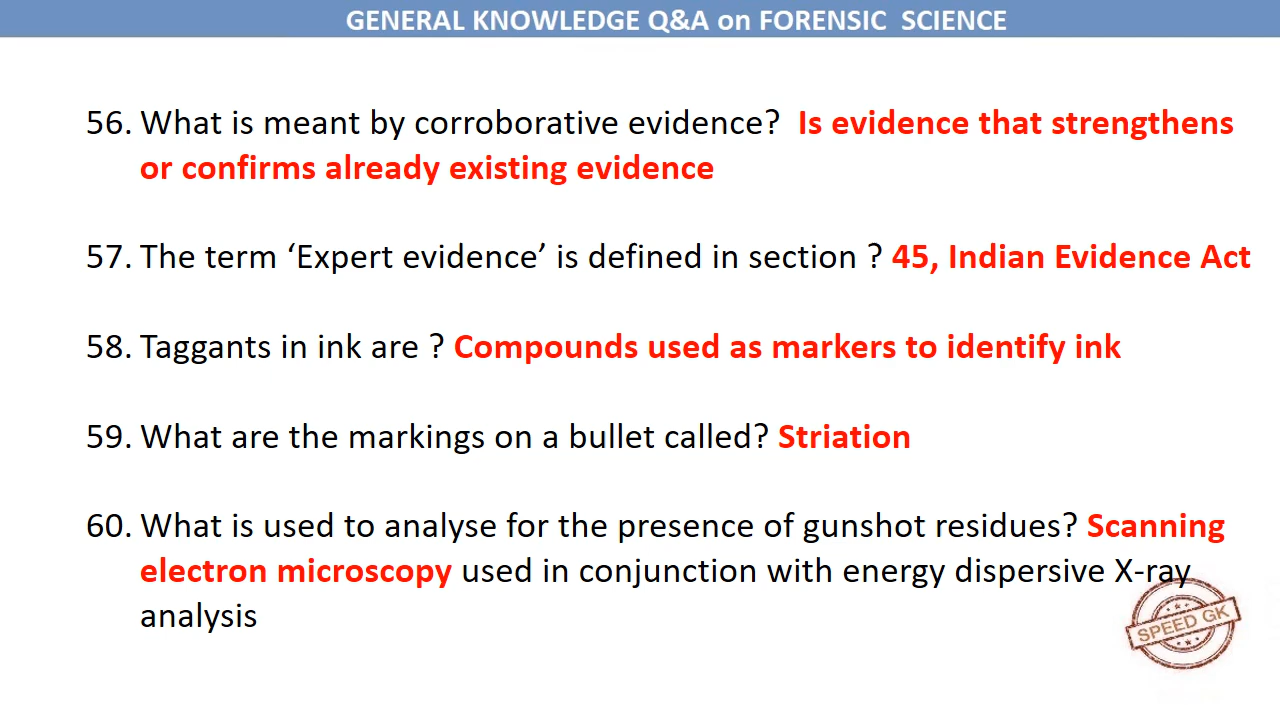 GENERAL KNOWLEDGE Q&A on FORENSIC SCIENCE
56. What is meant by corroborative evidence? Is evidence that strengthens
or confirms already existing evidence
57. The term ‘Expert evidence’ is defined in section ? 45, Indian Evidence Act
58. Taggants in ink are ? Compounds used as markers to identify ink
59. What are the markings on a bullet called? Striation
60. What is used to analyse for the presence of gunshot residues? Scanning
electron microscopy used in conjunction with energy dispersive X-ray
analysis
SPEED GK